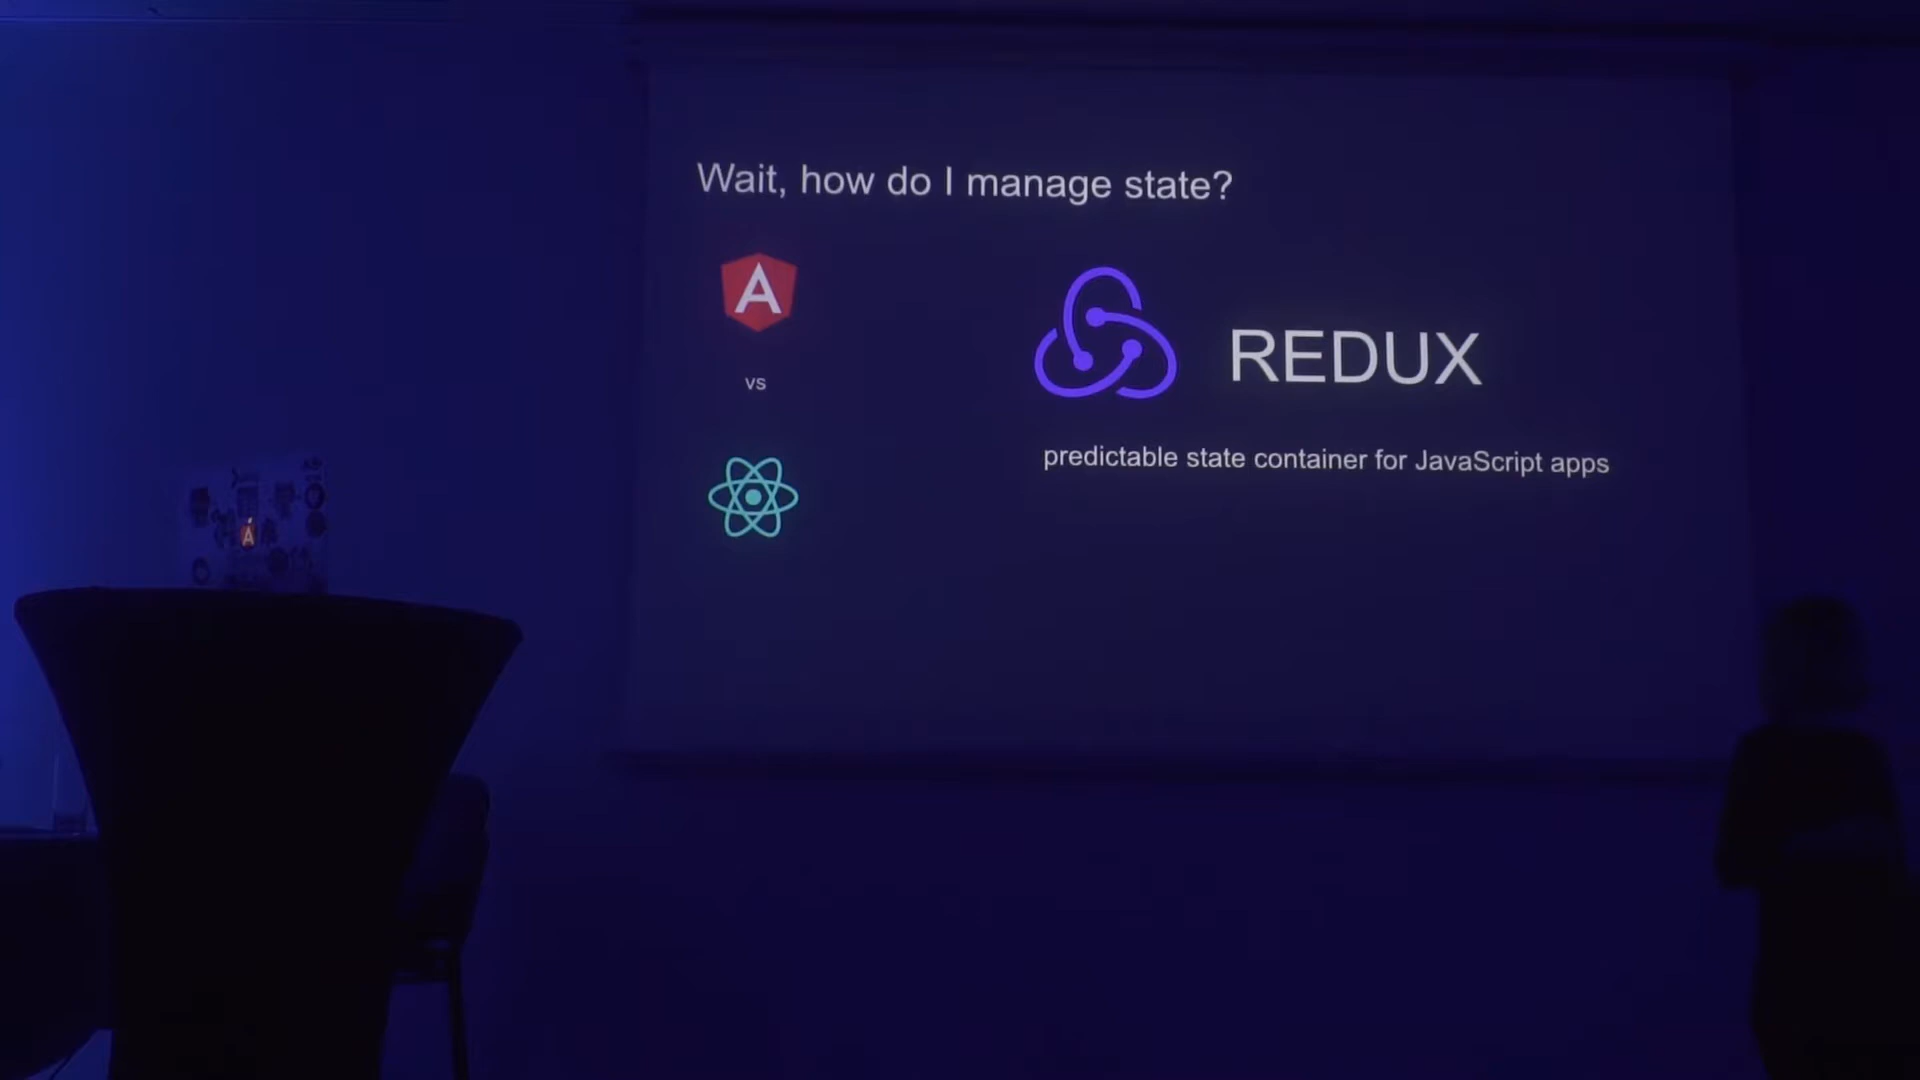 Wait, how do I manage state?
A
vs
REDUX
predictable state container for JavaScript apps
A